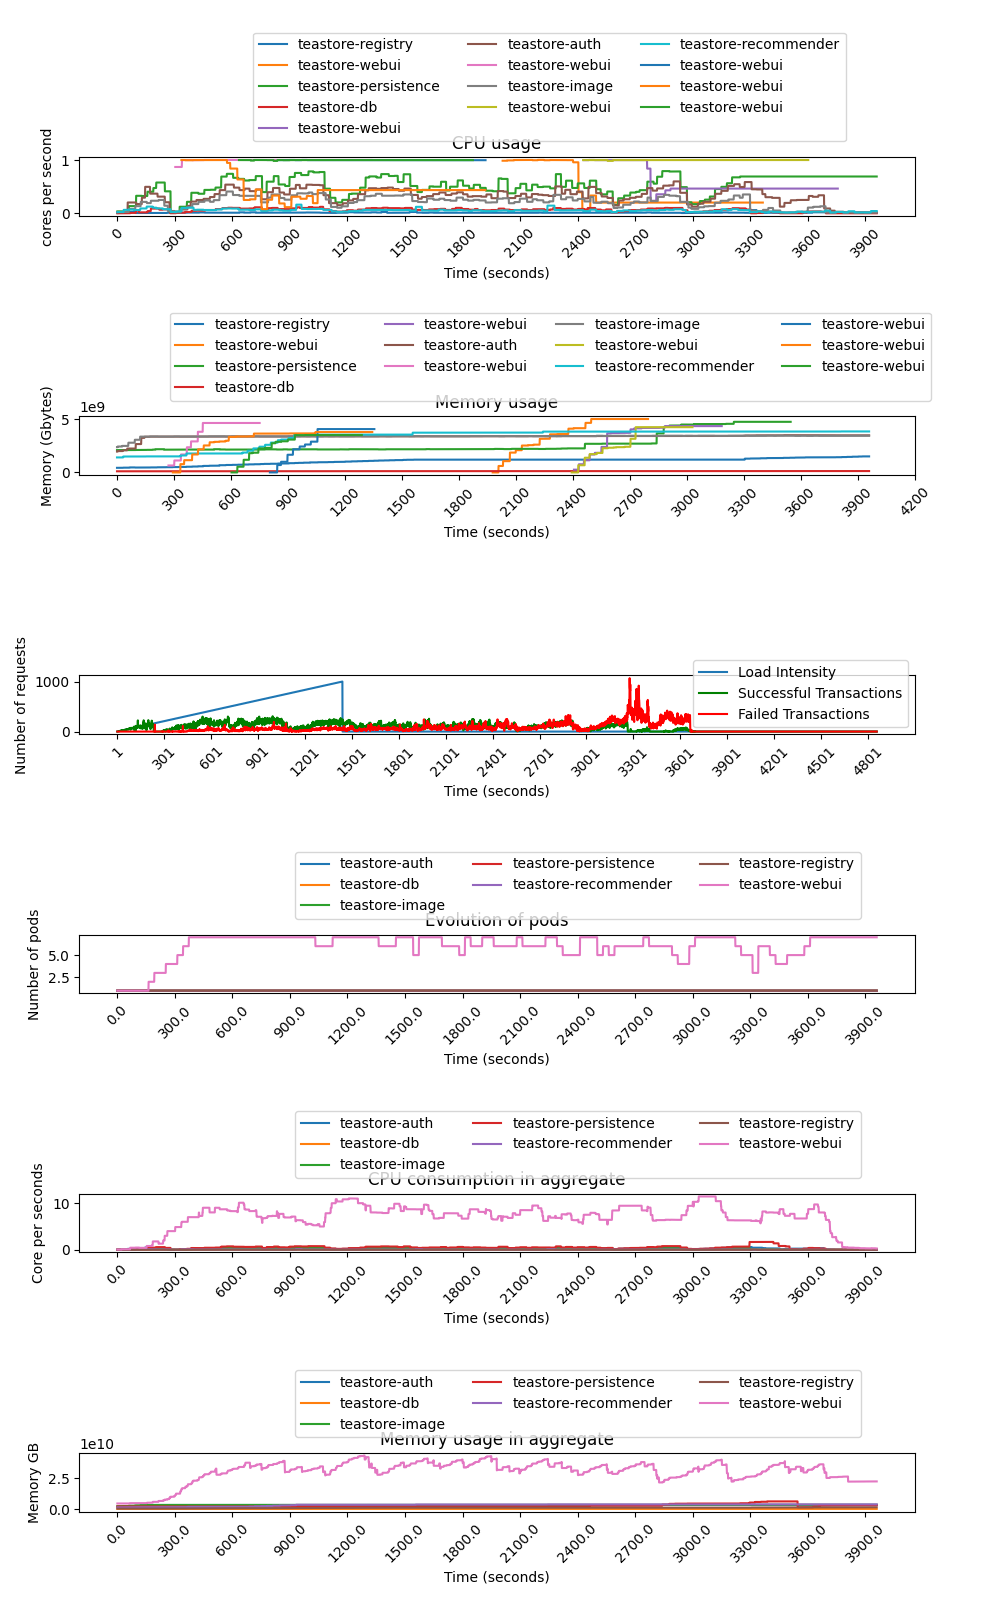 teastore-registry teastore-auth teastore-recommender
teastore-webui teastore-webui teastore-webui
teastore-persistence teastore-image teastore-webui
teastore-db teastore-webui teastore-webui
teastore-webui
CPU usage
cores per second
1
0
0 300 600 900 1200 1500 1800 2100 2400 2700 3000 3300 3600 3900
Time (seconds)
teastore-registry teastore-webui teastore-image teastore-webui
teastore-webui teastore-auth teastore-webui teastore-webui
teastore-persistence teastore-webui teastore-recommender teastore-webui
teastore-db
1e9
Memory usage
Memory (Gbytes)
5
0
0 300 600 900 1200 1500 1800 2100 2400 2700 3000 3300 3600 3900 4200
Time (seconds)
Number of requests
Load Intensity
Successful Transactions
Failed Transactions
1000
0
1 301 601 901 1201 1501 1801 2101 2401 2701 3001 3301 3601 3901 4201 4501 4801
Time (seconds)
teastore-auth teastore-persistence teastore-registry
teastore-db teastore-recommender teastore-webui
teastore-image
Evolution of pods
Number of pods
5.0
2.5
0.0 300.0 600.0 900.0 1200.0 1500.0 1800.0 2100.0 2400.0 2700.0 3000.0 3300.0 3600.0 3900.0
Time (seconds)
teastore-auth teastore-persistence teastore-registry
teastore-db teastore-recommender teastore-webui
teastore-image
CPU consumption in aggregate
Core per seconds
10
0
0.0 300.0 600.0 900.0 1200.0 1500.0 1800.0 2100.0 2400.0 2700.0 3000.0 3300.0 3600.0 3900.0
Time (seconds)
teastore-auth teastore-persistence teastore-registry
teastore-db teastore-recommender teastore-webui
teastore-image
1e10
Memory usage in aggregate
Memory GB
2.5
0.0
0.0 300.0 600.0 900.0 1200.0 1500.0 1800.0 2100.0 2400.0 2700.0 3000.0 3300.0 3600.0 3900.0
Time (seconds)